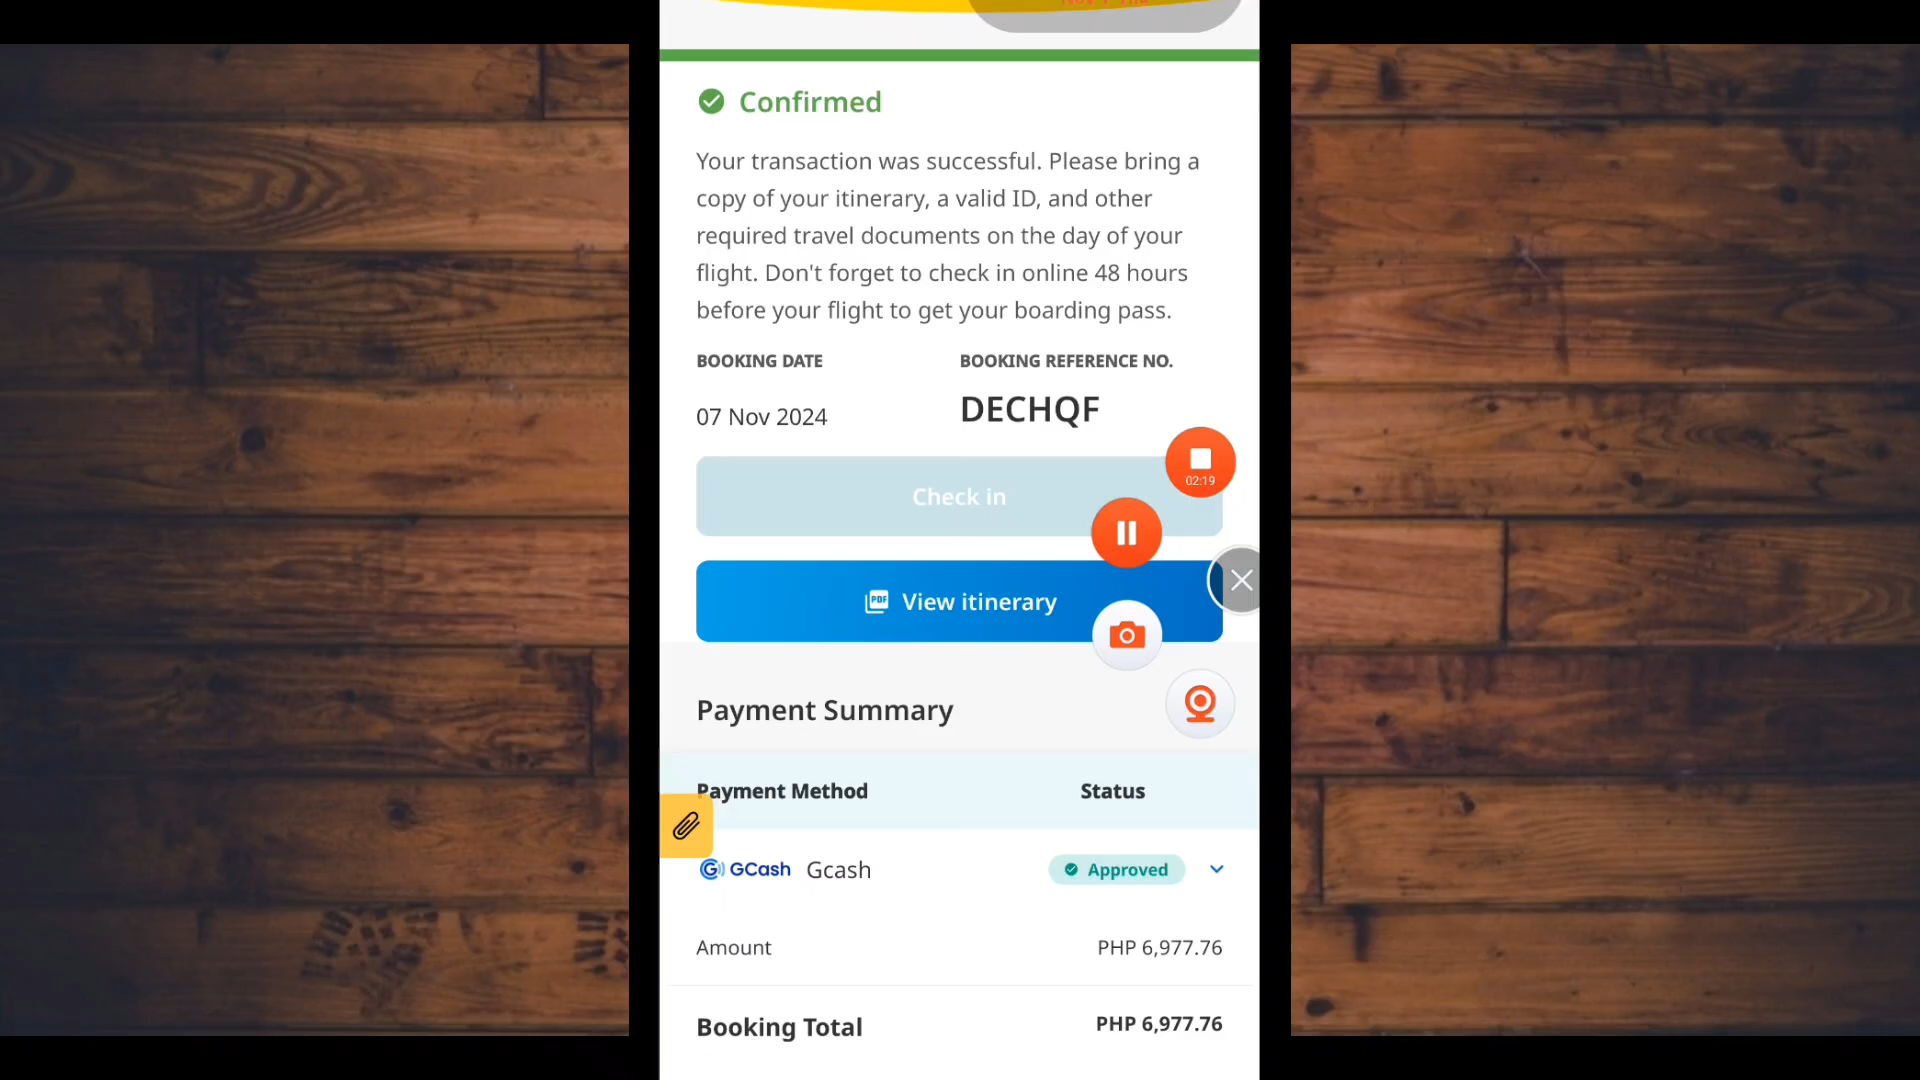 Confirmed
Your transaction was successful. Please bring a
copy of your itinerary, a valid ID, and other
required travel documents on the day of your
flight. Don't forget to check in online 48 hours
before your flight to get your boarding pass.
BOOKING DATE BOOKING REFERENCE NO.
07 Nov 2024 DECHQF
Check in
02:19
PDF View itinerary
Payment Summary
Payment Method Status
GCash Gcash Approved
Amount PHP 6,977.76
Booking Total PHP 6,977.76